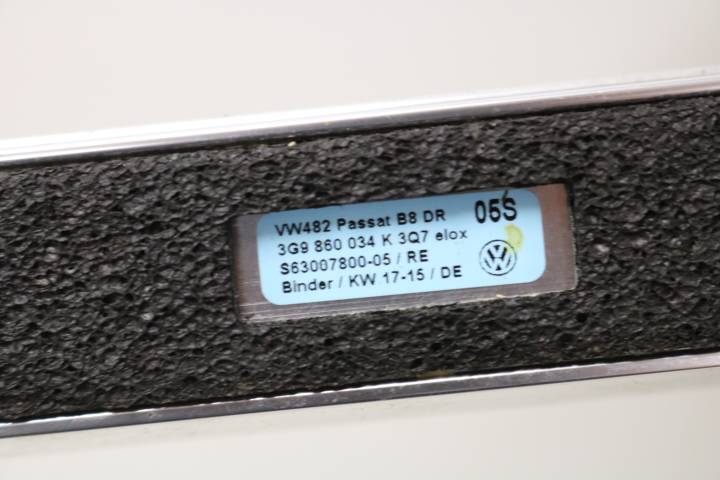 VW482 Passat B8 DR 05S
3G9 860 034 K 3Q7 elox
S63007800-05 / RE
Binder / KW 17-15 / DE